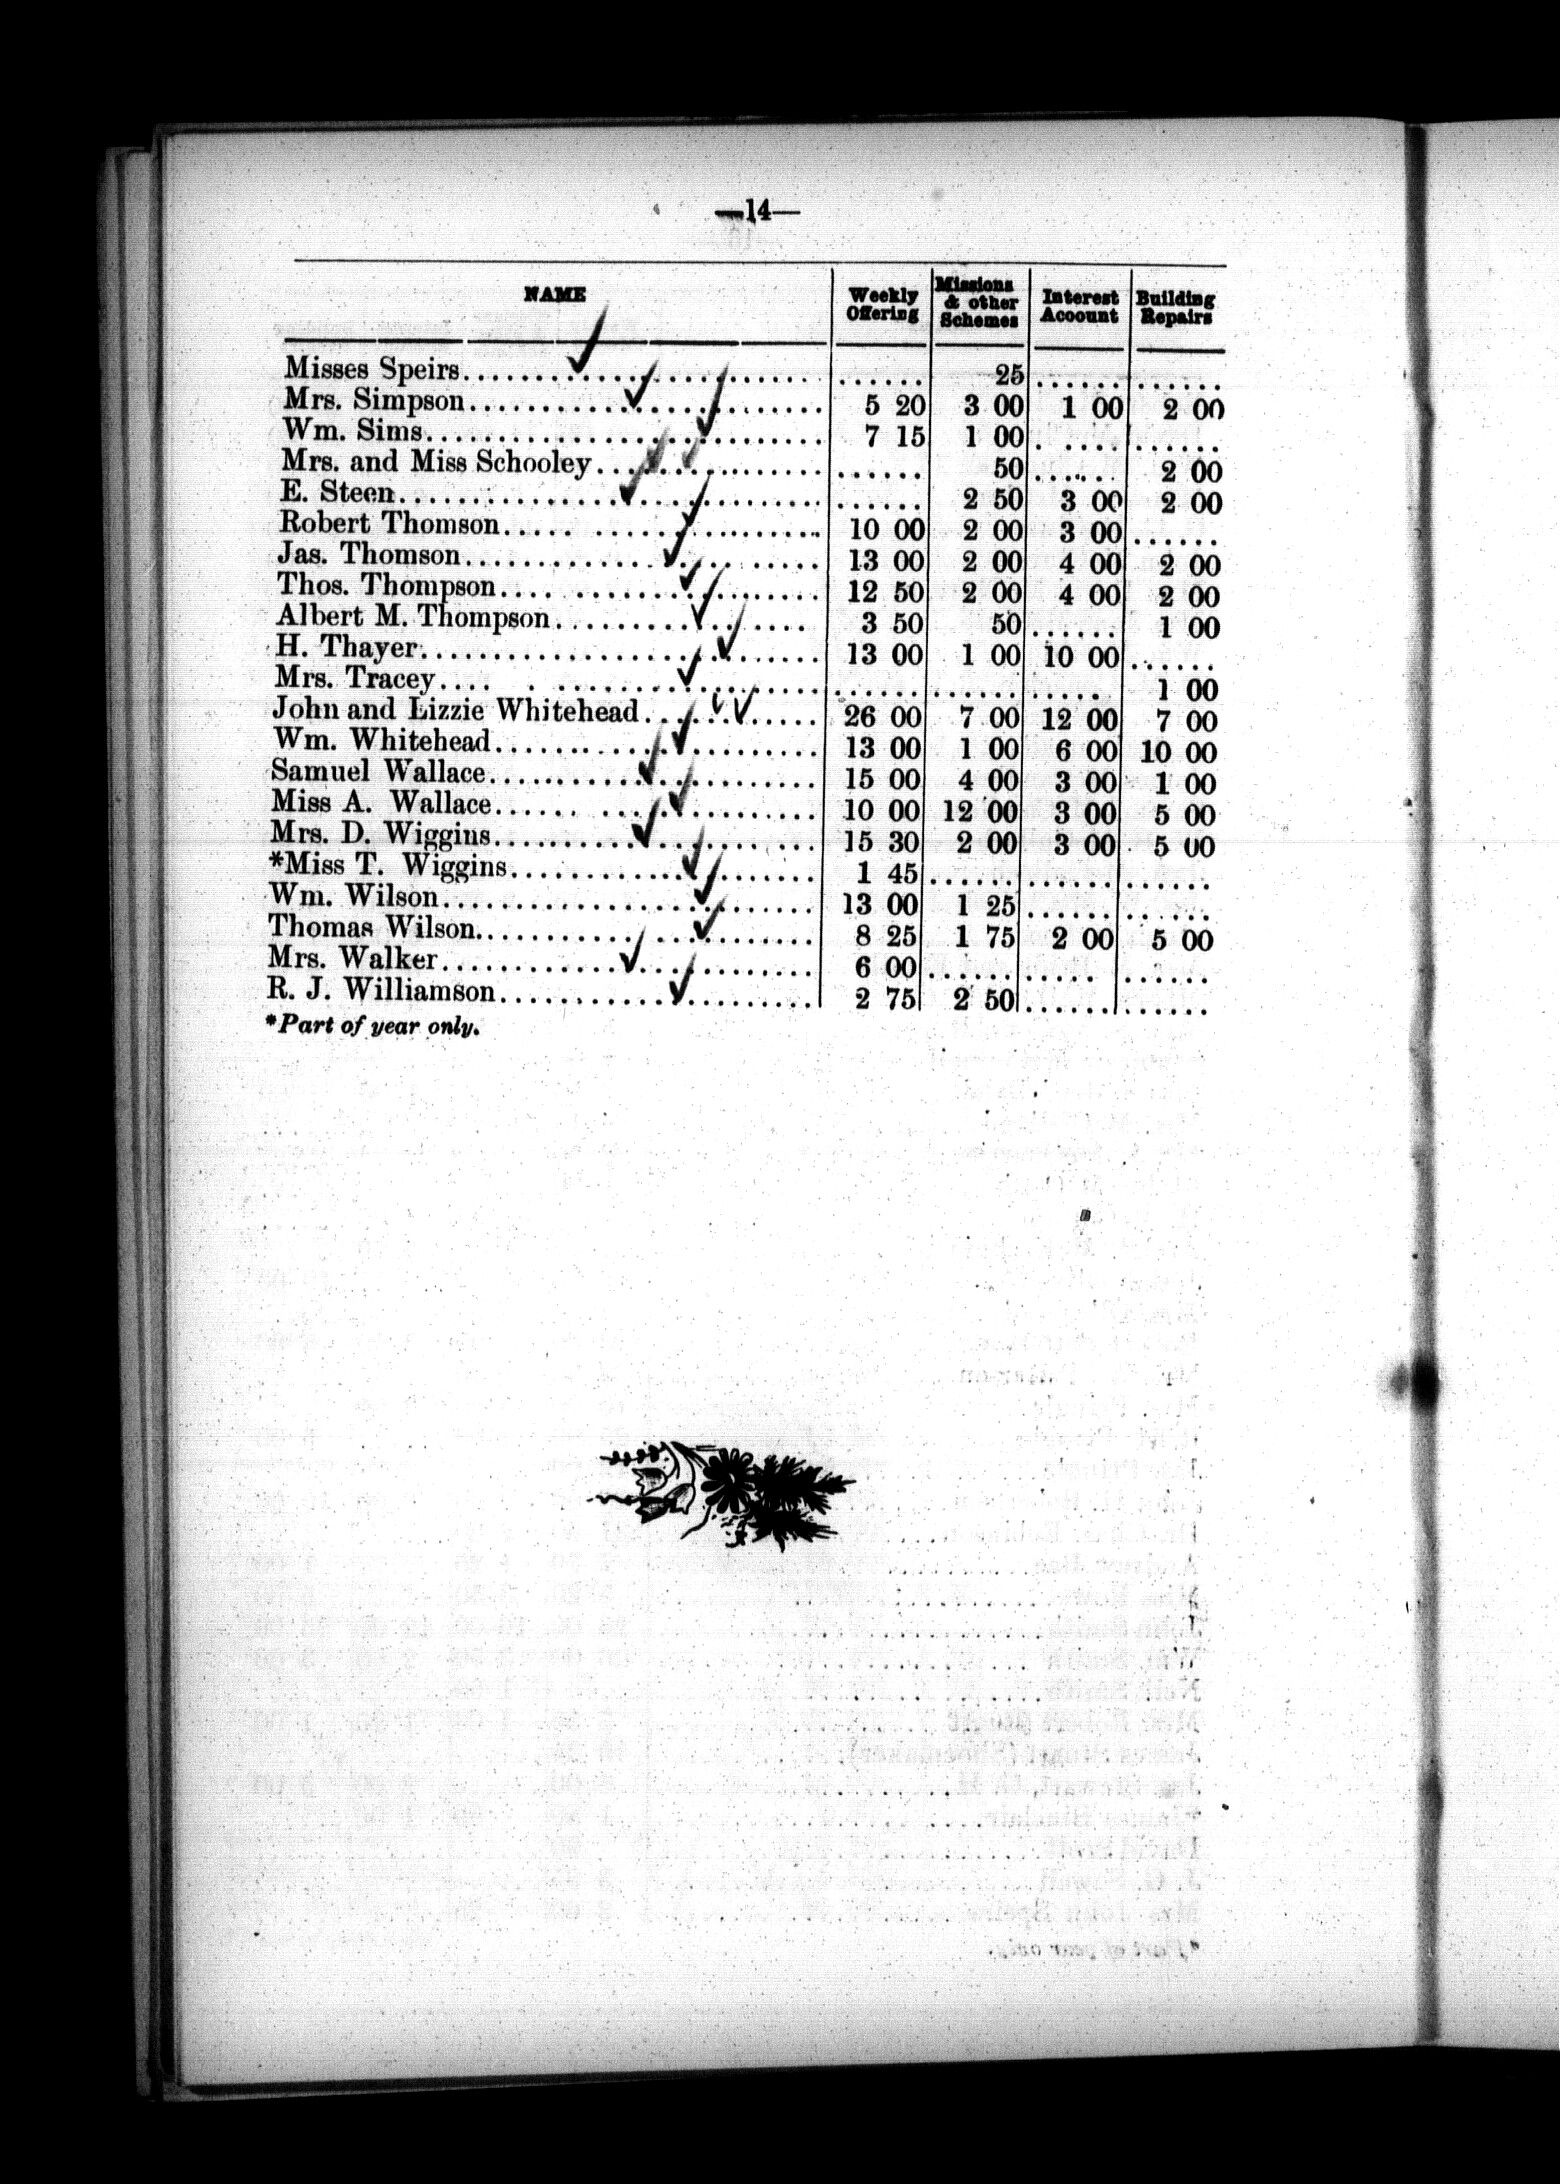 —14—
NAME Weekly Offering Missions & other Schemes Interest Acoount Building Repairs
Misses Speirs........................ ...... 25 ...... ......
Mrs. Simpson........................ 5 20 3 00 1 00 2 00
Wm. Sims........................ 7 15 1 00 ...... ......
Mrs. and Miss Schooley................ ...... 50 ...... 2 00
E. Steen........................ ...... 2 50 3 00 2 00
Robert Thomson........................ 10 00 2 00 3 00 ......
Jas. Thomson........................ 13 00 2 00 4 00 2 00
Thos. Thompson........................ 12 50 2 00 4 00 2 00
Albert M. Thompson.................. 3 50 50 ...... 1 00
H. Thayer........................ 13 00 1 00 10 00 ......
Mrs. Tracey........................ ...... ...... ..... 1 00
John and Lizzie Whitehead............ 26 00 7 00 12 00 7 00
Wm. Whitehead........................ 13 00 1 00 6 00 10 00
Samuel Wallace........................ 15 00 4 00 3 00 1 00
Miss A. Wallace........................ 10 00 12 00 3 00 5 00
Mrs. D. Wiggins........................ 15 30 2 00 3 00 5 00
*Miss T. Wiggins...................... 1 45 ...... ...... ......
Wm. Wilson........................ 13 00 1 25 ...... ......
Thomas Wilson........................ 8 25 1 75 2 00 5 00
Mrs. Walker........................ 6 00 ...... ..... ......
R. J. Williamson...................... 2 75 2 50 ...... ......
*Part of year only.